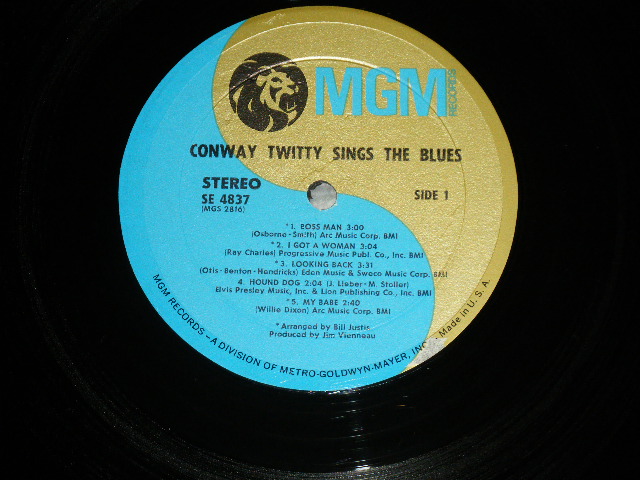 MGM
RECORDS
CONWAY TWITTY SINGS THE BLUES
STEREO
SE 4837
(MGS 2816)
SIDE 1
*1. BOSS MAN 3:00
(Osborne-Smith) Arc Music Corp. BMI
*2. I GOT A WOMAN 3:04
(Ray Charles) Progressive Music Publ. Co., Inc. BMI
*3. LOOKING BACK 3:31
(Otis-Benton-Hendricks) Eden Music & Sweco Music Corp. BMI
4. HOUND DOG 2:04 (J. Lieber-M. Stoller)
Elvis Presley Music, Inc. & Lion Publishing Co., Inc. BMI
*5. MY BABE 2:40
(Willie Dixon) Arc Music Corp. BMI
* Arranged by Bill Justis
Produced by Jim Vienneau
MGM RECORDS - A DIVISION OF METRO-GOLDWYN-MAYER, INC. Made in U.S.A.